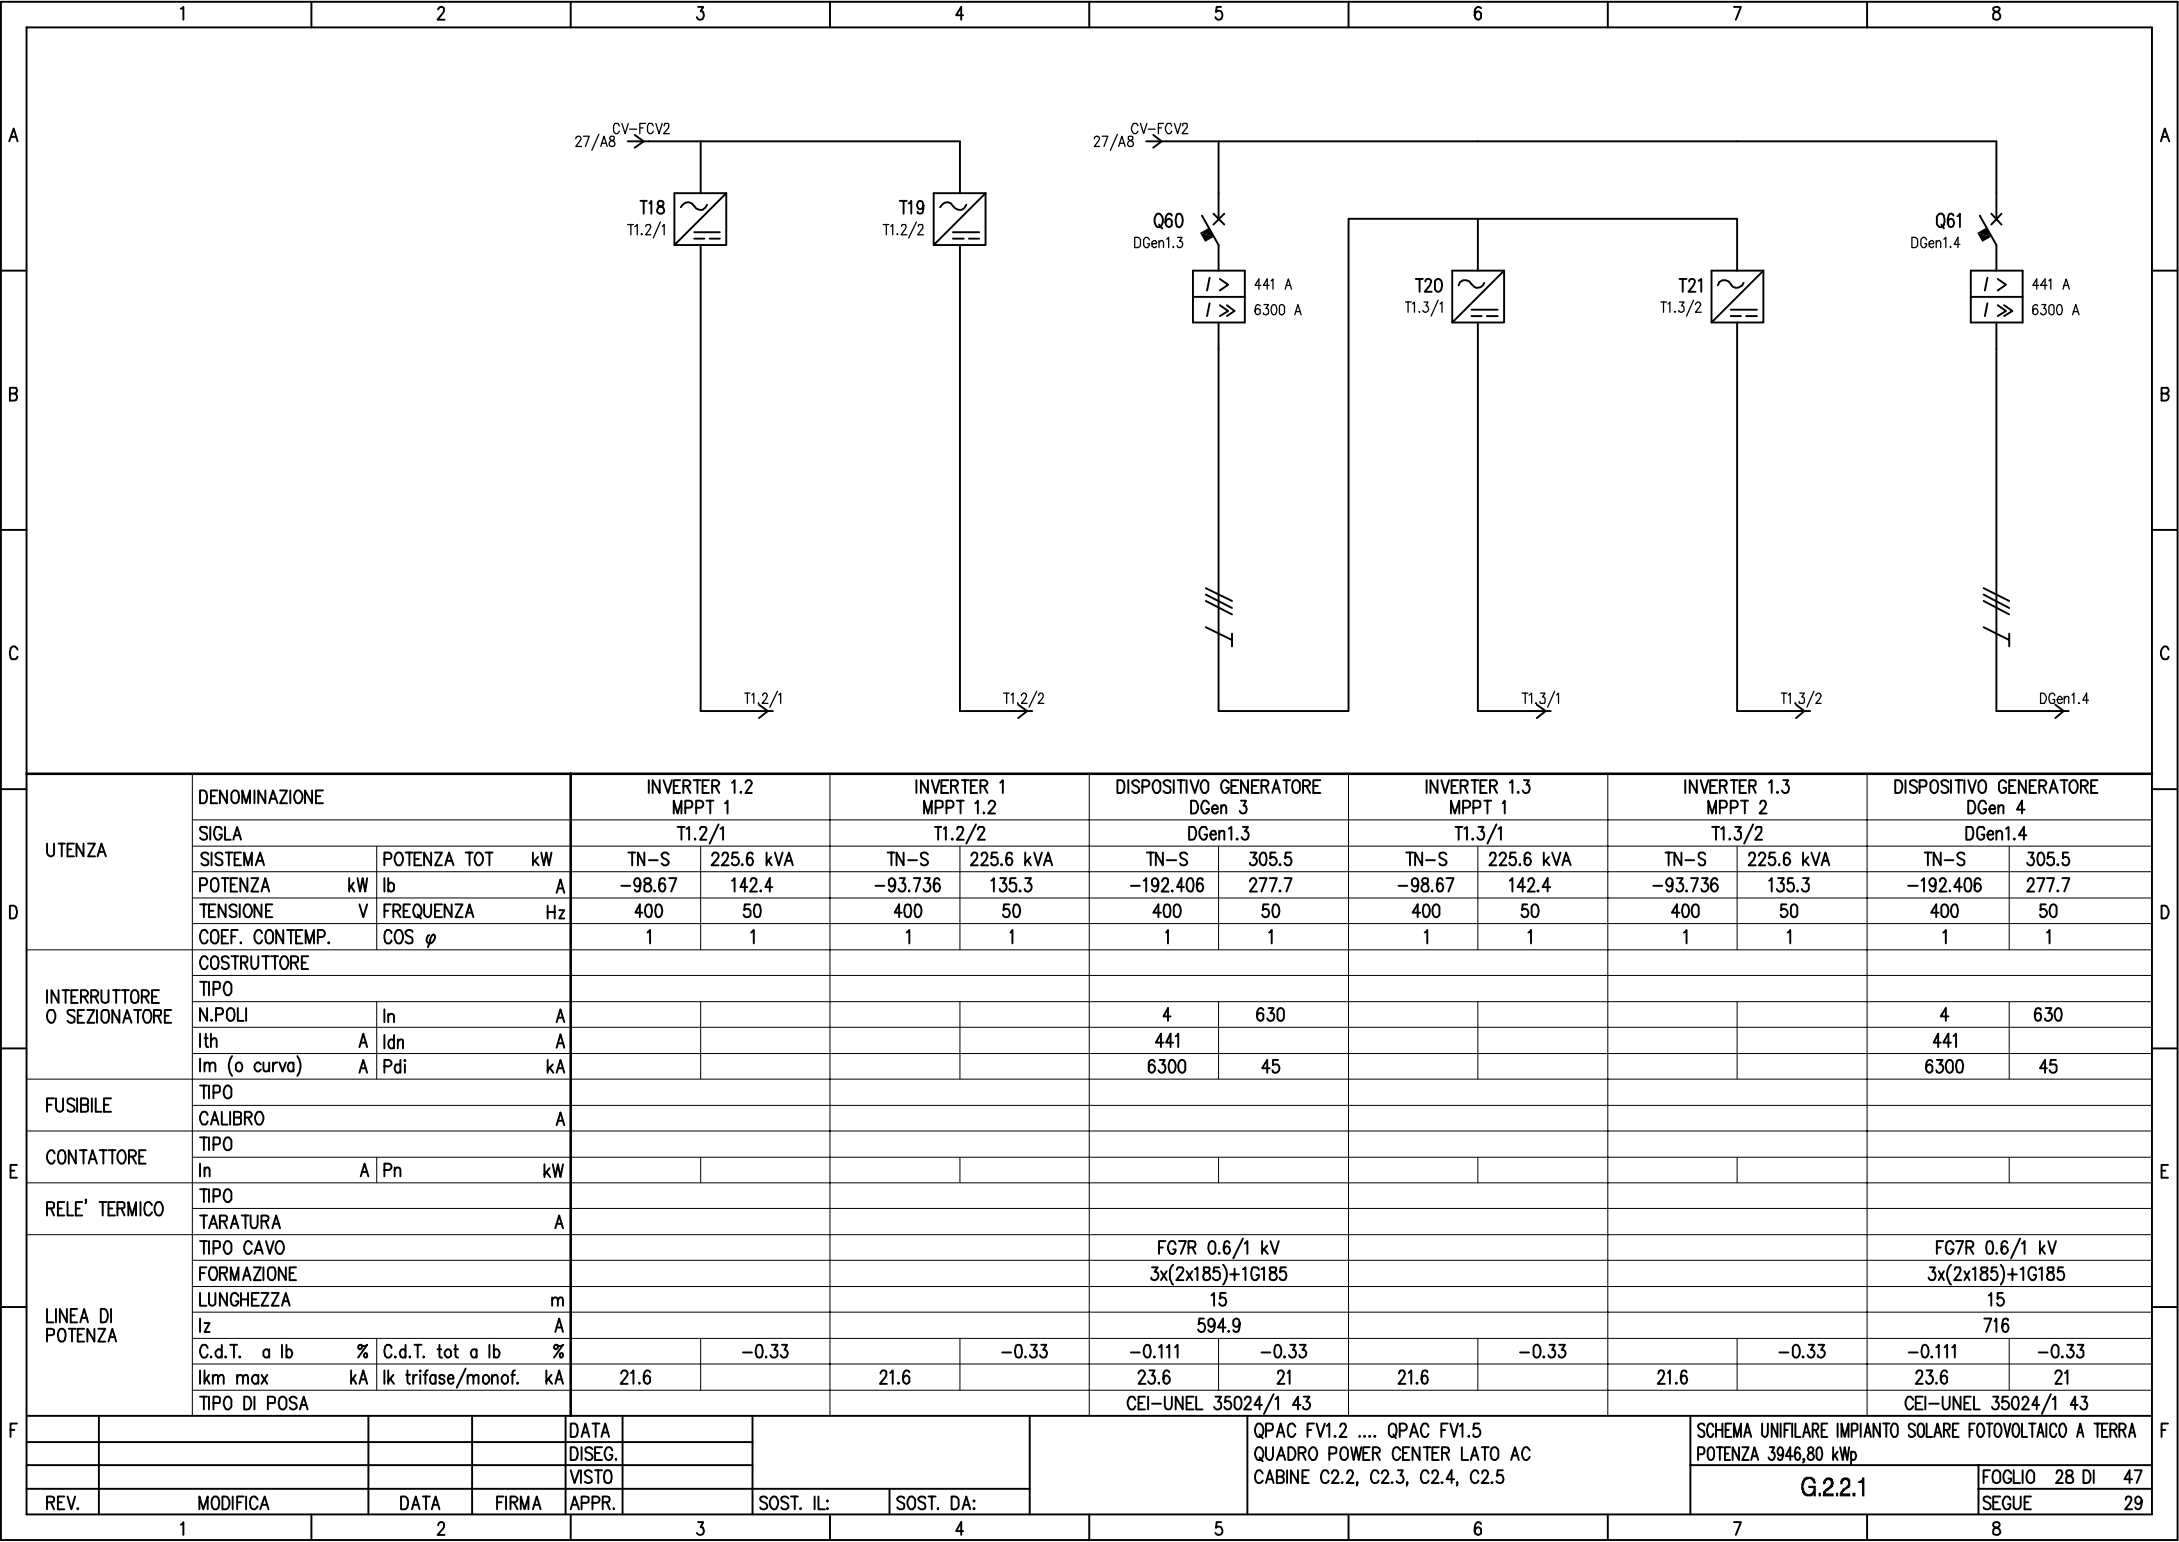 1 2 3 4 5 6 7 8
A A
CV-FCV2 CV-FCV2
27/A8 27/A8
T18 T19 Q60 Q61
T1.2/1 T1.2/2 DGen1.3 DGen1.4
I > 441 A T20 T21 I > 441 A
I >> 6300 A T1.3/1 T1.3/2 I >> 6300 A
B B
C C
T1.2/1 T1.2/2 T1.3/1 T1.3/2 DGen1.4
UTENZA
DENOMINAZIONE INVERTER 1.2 MPPT 1 INVERTER 1 MPPT 1.2 DISPOSITIVO GENERATORE DGen 3 INVERTER 1.3 MPPT 1 INVERTER 1.3 MPPT 2 DISPOSITIVO GENERATORE DGen 4
SIGLA T1.2/1 T1.2/2 DGen1.3 T1.3/1 T1.3/2 DGen1.4
SISTEMA POTENZA TOT kW TN-S 225.6 kVA TN-S 225.6 kVA TN-S 305.5 TN-S 225.6 kVA TN-S 225.6 kVA TN-S 305.5
POTENZA kW Ib A -98.67 142.4 -93.736 135.3 -192.406 277.7 -98.67 142.4 -93.736 135.3 -192.406 277.7
D D
TENSIONE V FREQUENZA Hz 400 50 400 50 400 50 400 50 400 50 400 50
COEF. CONTEMP. COS φ 1 1 1 1 1 1 1 1 1 1 1 1
INTERRUTTORE
O SEZIONATORE
COSTRUTTORE
TIPO
N.POLI In A 4 630 4 630
Ith A Idn A 441 441
Im (o curva) A Pdi kA 6300 45 6300 45
FUSIBILE
TIPO
CALIBRO A
CONTATTORE
TIPO
E In A Pn kW E
RELE' TERMICO
TIPO
TARATURA A
LINEA DI
POTENZA
TIPO CAVO FG7R 0.6/1 kV FG7R 0.6/1 kV
FORMAZIONE 3x(2x185)+1G185 3x(2x185)+1G185
LUNGHEZZA m 15 15
Iz A 594.9 716
C.d.T. a Ib % C.d.T. tot a Ib % -0.33 -0.33 -0.111 -0.33 -0.33 -0.33 -0.111 -0.33
Ikm max kA Ik trifase/monof. kA 21.6 21.6 23.6 21 21.6 21.6 23.6 21
TIPO DI POSA CEI-UNEL 35024/1 43 CEI-UNEL 35024/1 43
F F
DATA
DISEG.
VISTO
REV. MODIFICA DATA FIRMA APPR. SOST. IL: SOST. DA:
QPAC FV1.2 .... QPAC FV1.5
QUADRO POWER CENTER LATO AC
CABINE C2.2, C2.3, C2.4, C2.5
SCHEMA UNIFILARE IMPIANTO SOLARE FOTOVOLTAICO A TERRA
POTENZA 3946,80 kWp
G.2.2.1
FOGLIO 28 DI 47
SEGUE 29
1 2 3 4 5 6 7 8